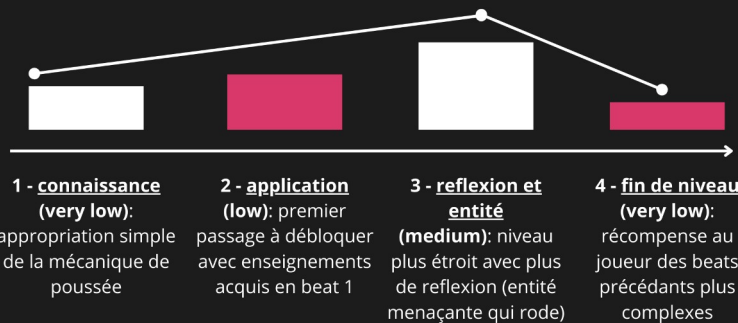 1 - connaissance
(very low):
appropriation simple
de la mécanique de
poussée
2 - application
(low): premier
passage à débloquer
avec enseignements
acquis en beat 1
3 - reflexion et
entité
(medium): niveau
plus étroit avec plus
de reflexion (entité
menaçante qui rode)
4 - fin de niveau
(very low):
récompense au
joueur des beats
précédants plus
complexes